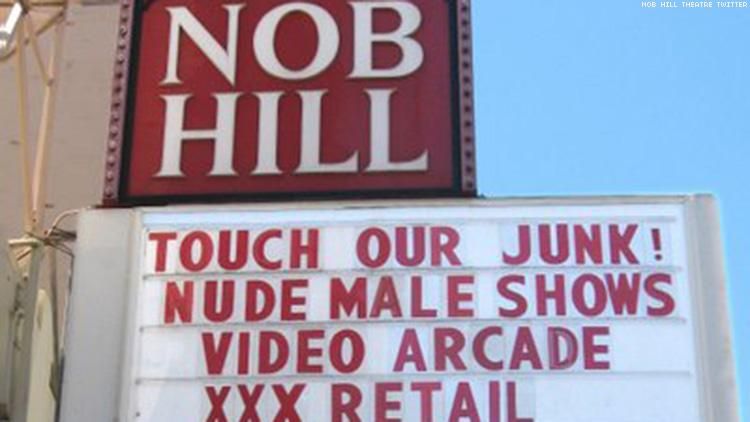 NOB HILL THEATRE TWITTER
NOB
HILL
TOUCH OUR JUNK!
NUDE MALE SHOWS
VIDEO ARCADE
XXX RETAIL